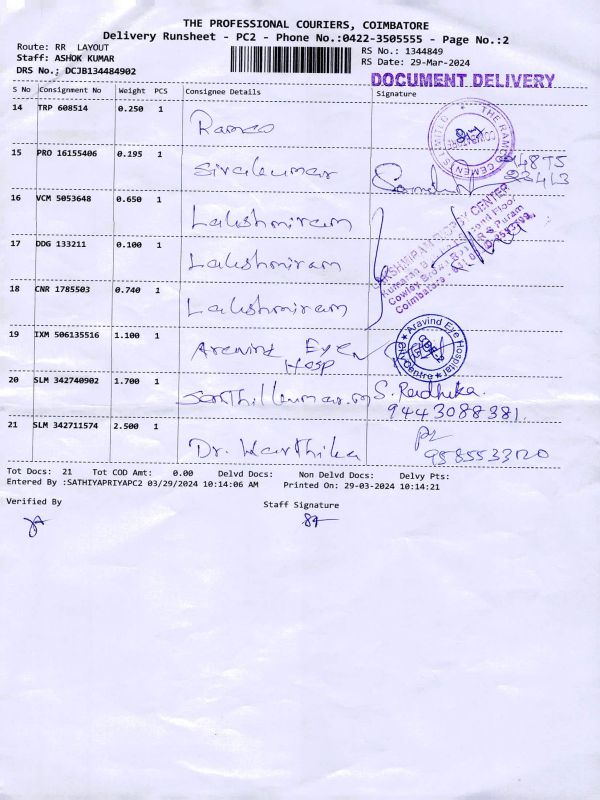 THE PROFESSIONAL COURIERS, COIMBATORE
Delivery Runsheet - PC2 - Phone No.:0422-3505555 - Page No.:2
Route: RR LAYOUT
RS No.: 1344849
Staff: ASHOK KUMAR
RS Date: 29-Mar-2024
DRS No.; DCJB134484902
DOCUMENT DELIVERY
S No Consignment No Weight PCS Consignee Details Signature
14 TRP 608514 0.250 1
Ramco
THE RAMCO CEMENTS LIMITED
15 PRO 16155406 0.195 1
Sivakumar
16 VCM 5053648 0.650 1
Lakshmiram
17 DDG 133211 0.100 1
Lakshmiram
18 CNR 1785503 0.740 1
Lakshmiram
19 IXM 506135516 1.100 1
Aravind Eye
Hosp
Aravind Eye Hospital
20 SLM 342740902 1.700 1
Senthilkumar.m S. Radhika.
9443088381
21 SLM 342711574 2.500 1
Dr. Karthika
9585533120
Tot Docs: 21 Tot COD Amt: 0.00 Delvd Docs: Non Delvd Docs: Delvy Pts:
Entered By :SATHIYAPRIYAPC2 03/29/2024 10:14:06 AM Printed On: 29-03-2024 10:14:21
Verified By
Staff Signature